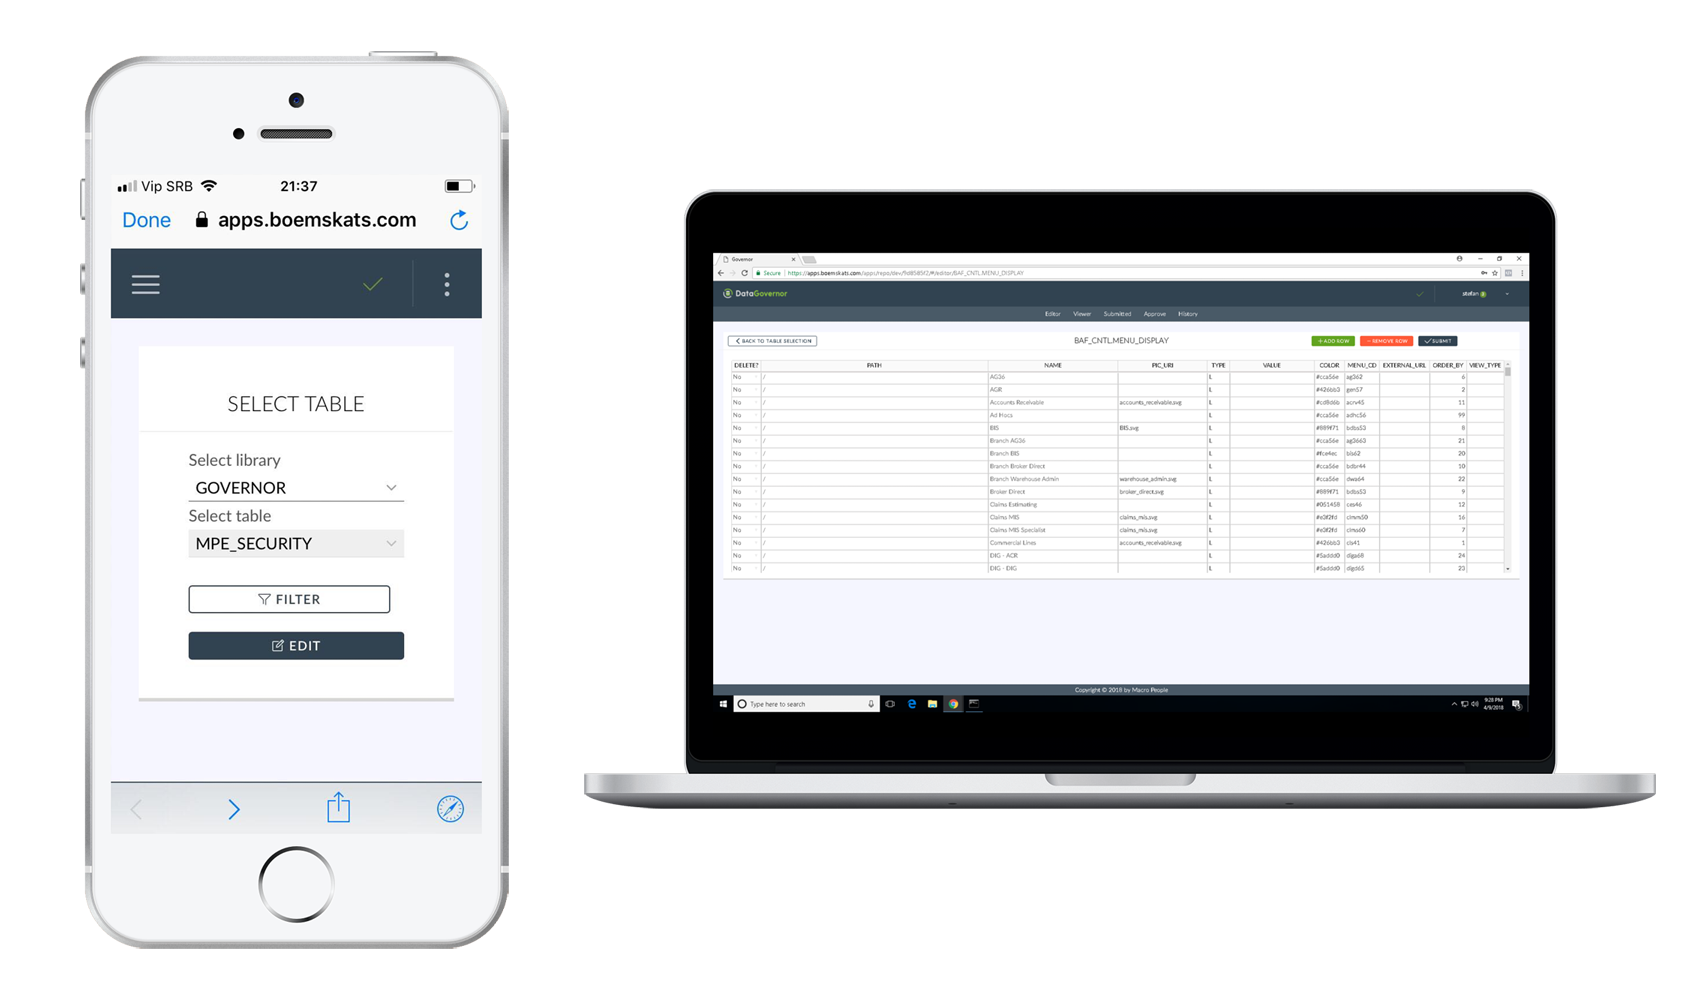 Vip SRB 21:37
Done apps.boemskats.com
SELECT TABLE
Select library
GOVERNOR
Select table
MPE_SECURITY
FILTER
EDIT
Governor
Secure https://apps.boemskats.com/apps/repo/dev/
DataGovernor stefan
Editor Viewer Submitted Approve History
BACK TO TABLE SELECTION BAF_CNTL.MENU_DISPLAY + ADD ROW − REMOVE ROW SUBMIT
DELETE? PATH NAME PIC_URI TYPE VALUE COLOR MENU_CD EXTERNAL_URL ORDER_BY VIEW_TYPE
No / AG36 L #cca56e ag362 6
No / AGR L #426bb3 gen57 2
No / Accounts Receivable accounts_receivable.svg L #cd8d6b acrv45 11
No / Ad Hocs L #cca56e adhc56 99
No / BIS BIS.svg L #889f71 bdbs53 8
No / Branch AG36 L #cca56e ag3663 21
No / Branch BIS L #fce4ec bis62 20
No / Branch Broker Direct L #cca56e bdbr44 10
No / Branch Warehouse Admin warehouse_admin.svg L #cca56e dwa64 22
No / Broker Direct broker_direct.svg L #889f71 bdbs53 9
No / Claims Estimating L #051458 ces46 12
No / Claims MIS claims_mis.svg L #e3f2fd clmm50 16
No / Claims MIS Specialist claims_mis.svg L #e3f2fd clms60 7
No / Commercial Lines accounts_receivable.svg L #426bb3 cls41 1
No / DIG - ACR L #5addd0 diga68 24
No / DIG - DIG L #5addd0 digd65 23
Copyright © 2018 by Macro People
Type here to search 9:28 PM
4/9/2018